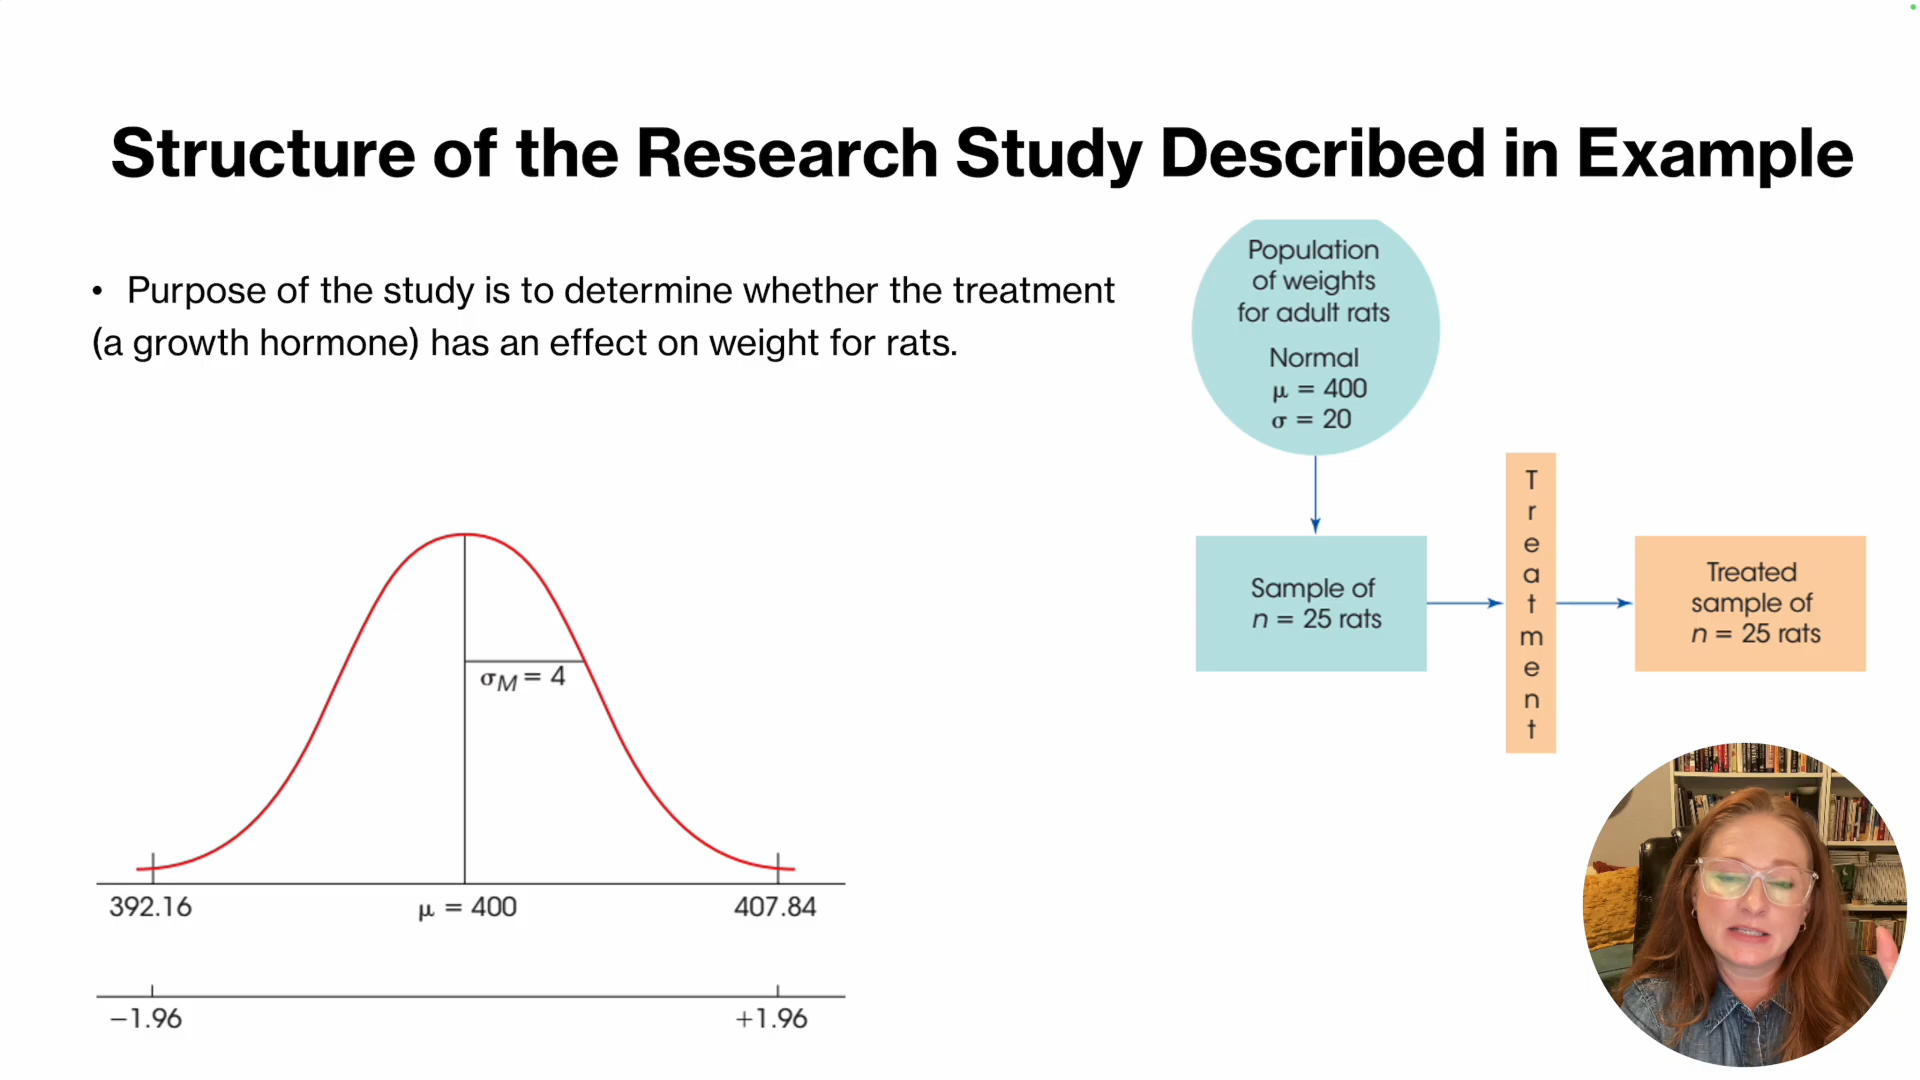 Structure of the Research Study Described in Example
• Purpose of the study is to determine whether the treatment
(a growth hormone) has an effect on weight for rats.
Population
of weights
for adult rats
Normal
μ = 400
σ = 20
Sample of
n = 25 rats
T
r
e
a
t
m
e
n
t
Treated
sample of
n = 25 rats
σM = 4
392.16
μ = 400
407.84
−1.96
+1.96